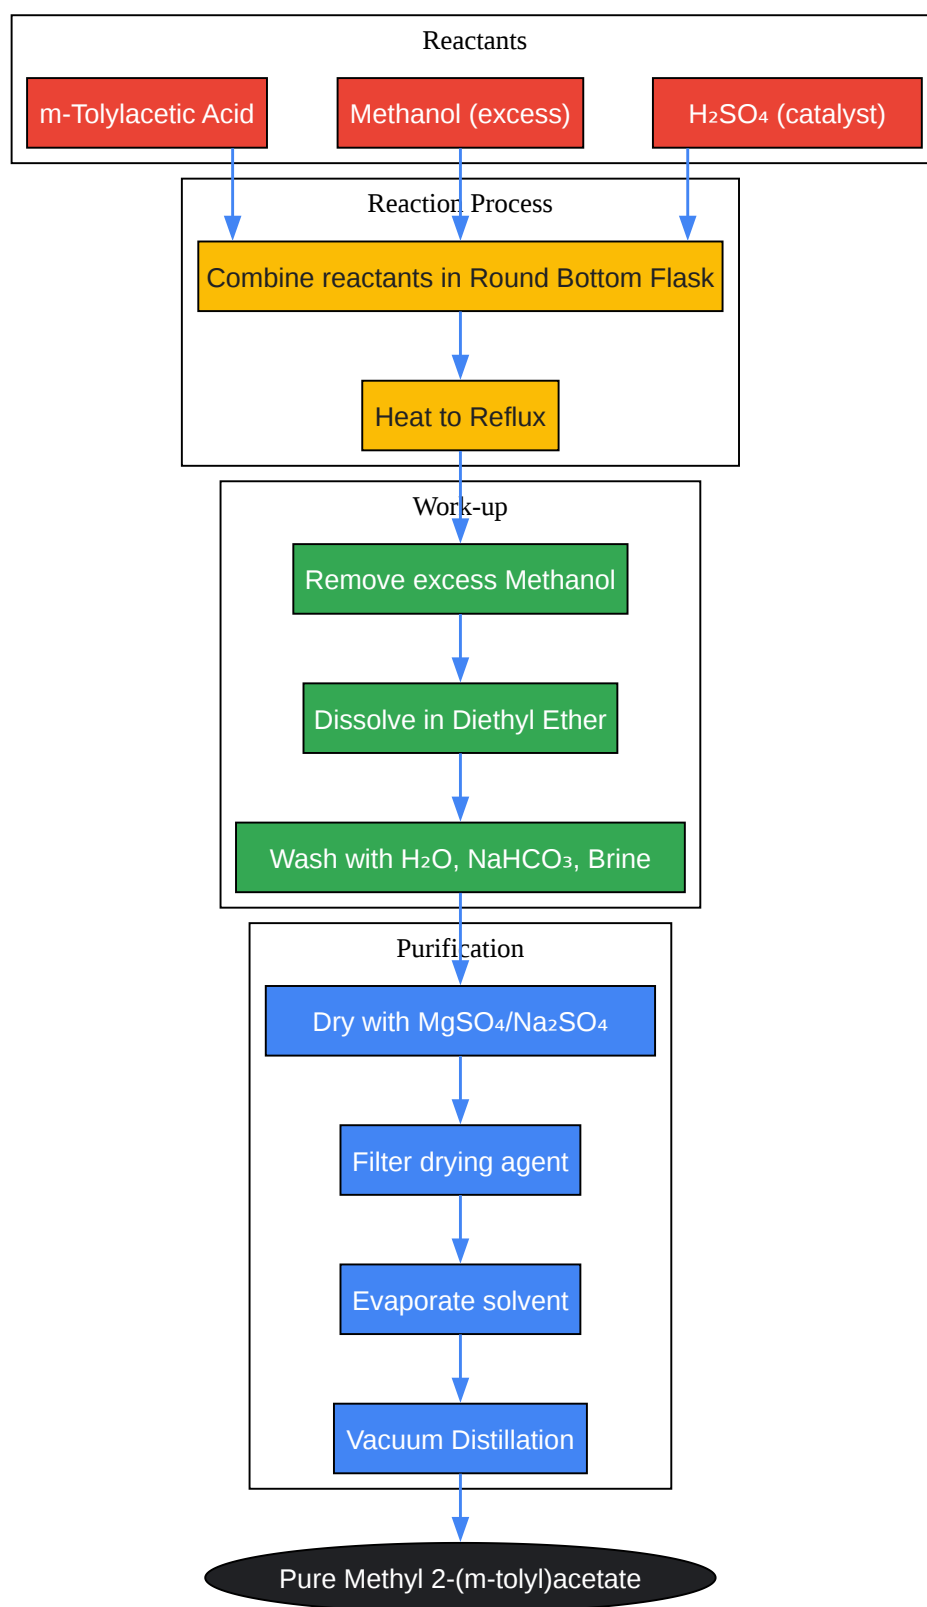 Reactants
m-Tolylacetic Acid
Methanol (excess)
H₂SO₄ (catalyst)
Reaction Process
Combine reactants in Round Bottom Flask
Heat to Reflux
Work-up
Remove excess Methanol
Dissolve in Diethyl Ether
Wash with H₂O, NaHCO₃, Brine
Purification
Dry with MgSO₄/Na₂SO₄
Filter drying agent
Evaporate solvent
Vacuum Distillation
Pure Methyl 2-(m-tolyl)acetate